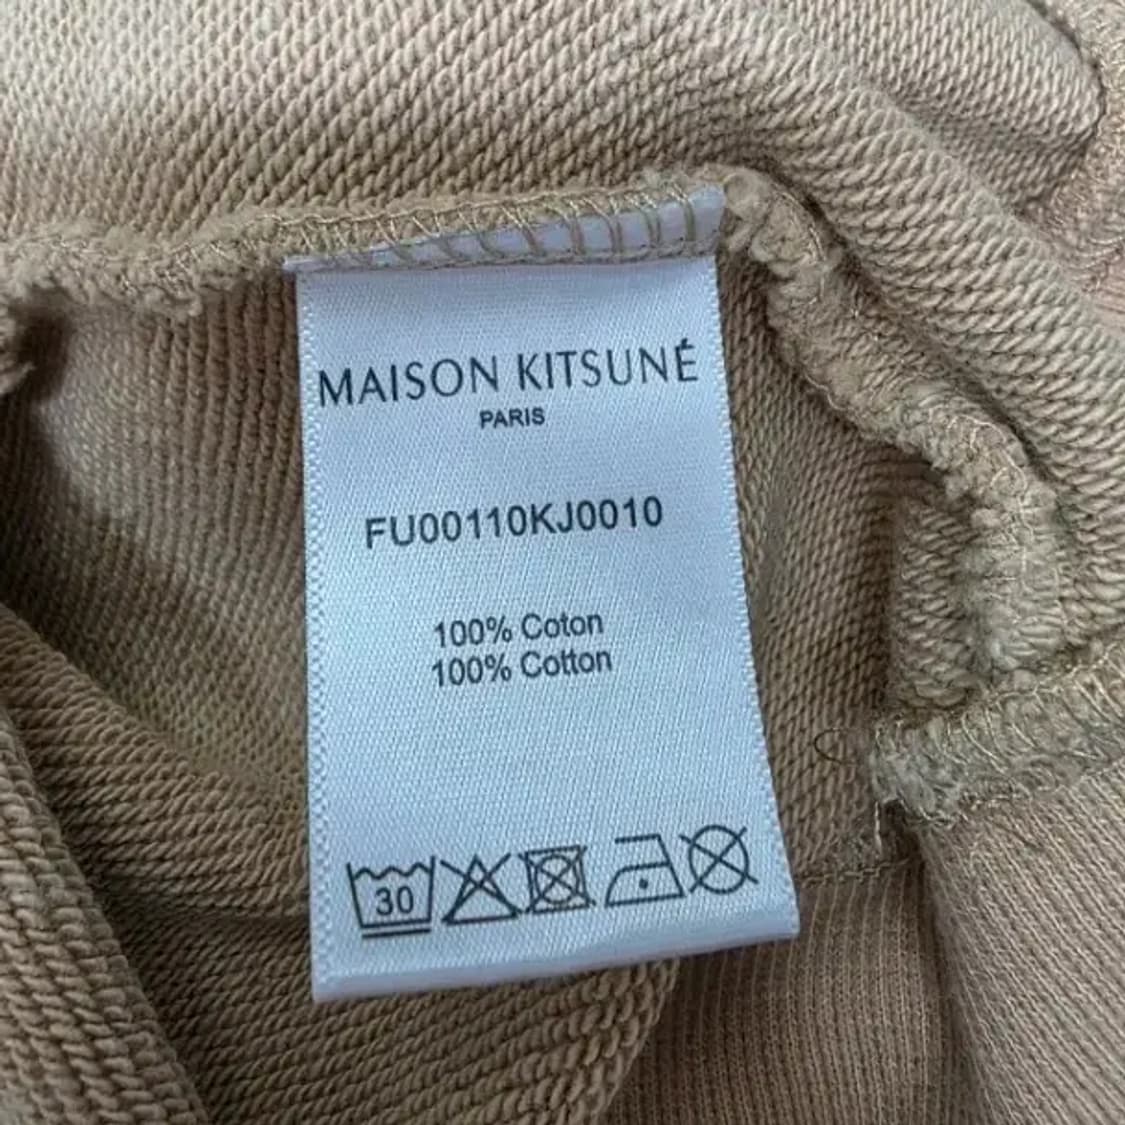 MAISON KITSUNÉ
PARIS
FU00110KJ0010
100% Coton
100% Cotton
30